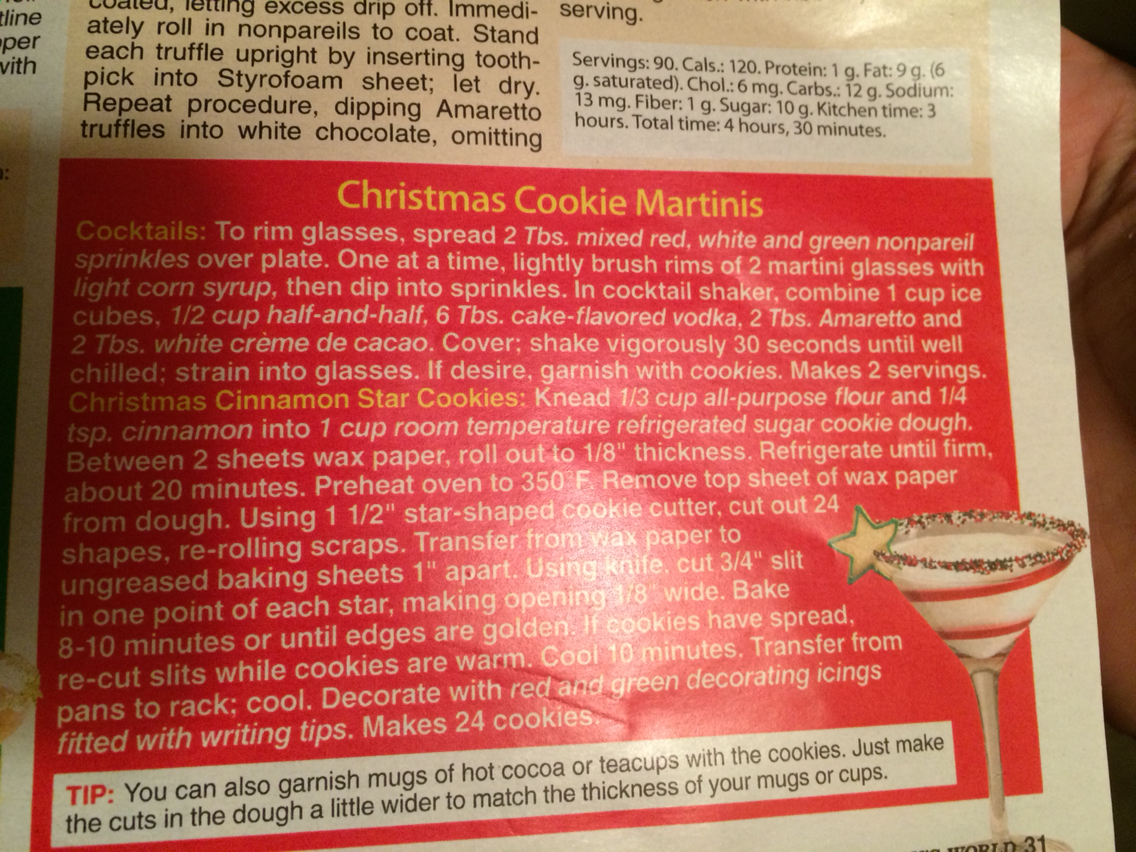 tline
pper
with
coated, letting excess drip off. Immedi-
ately roll in nonpareils to coat. Stand
each truffle upright by inserting tooth-
pick into Styrofoam sheet; let dry.
Repeat procedure, dipping Amaretto
truffles into white chocolate, omitting
serving.
Servings: 90. Cals.: 120. Protein: 1 g. Fat: 9 g. (6
g. saturated). Chol.: 6 mg. Carbs.: 12 g. Sodium:
13 mg. Fiber: 1 g. Sugar: 10 g. Kitchen time: 3
hours. Total time: 4 hours, 30 minutes.
Christmas Cookie Martinis
Cocktails: To rim glasses, spread 2 Tbs. mixed red, white and green nonpareil
sprinkles over plate. One at a time, lightly brush rims of 2 martini glasses with
light corn syrup, then dip into sprinkles. In cocktail shaker, combine 1 cup ice
cubes, 1/2 cup half-and-half, 6 Tbs. cake-flavored vodka, 2 Tbs. Amaretto and
2 Tbs. white crème de cacao. Cover; shake vigorously 30 seconds until well
chilled; strain into glasses. If desire, garnish with cookies. Makes 2 servings.
Christmas Cinnamon Star Cookies: Knead 1/3 cup all-purpose flour and 1/4
tsp. cinnamon into 1 cup room temperature refrigerated sugar cookie dough.
Between 2 sheets wax paper, roll out to 1/8" thickness. Refrigerate until firm,
about 20 minutes. Preheat oven to 350°F. Remove top sheet of wax paper
from dough. Using 1 1/2" star-shaped cookie cutter, cut out 24
shapes, re-rolling scraps. Transfer from wax paper to
ungreased baking sheets 1" apart. Using knife, cut 3/4" slit
in one point of each star, making opening 1/8" wide. Bake
8-10 minutes or until edges are golden. If cookies have spread,
re-cut slits while cookies are warm. Cool 10 minutes. Transfer from
pans to rack; cool. Decorate with red and green decorating icings
fitted with writing tips. Makes 24 cookies.
TIP: You can also garnish mugs of hot cocoa or teacups with the cookies. Just make
the cuts in the dough a little wider to match the thickness of your mugs or cups.
WORLD 31